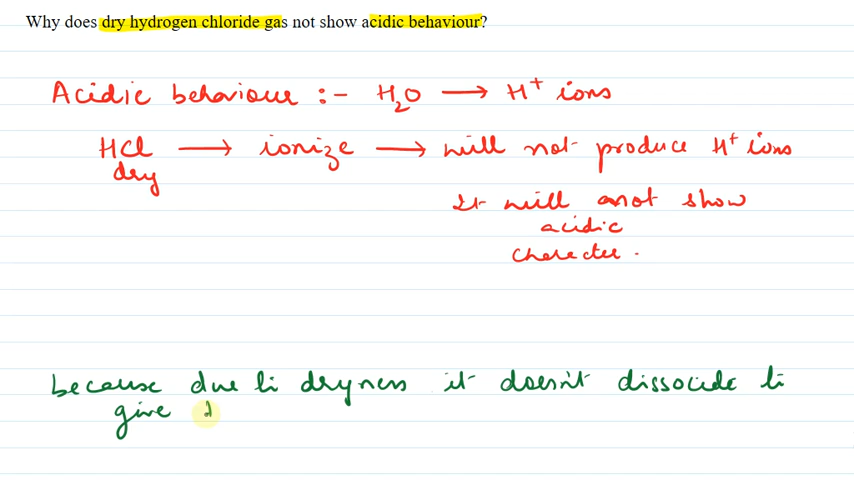 Why does dry hydrogen chloride gas not show acidic behaviour?
Acidic behaviour :- H₂O → H⁺ ions
HCl → ionize → will not produce H⁺ ions
dry
It will not show
acidic
character.
because due to dryness it doesn't dissociate to
give